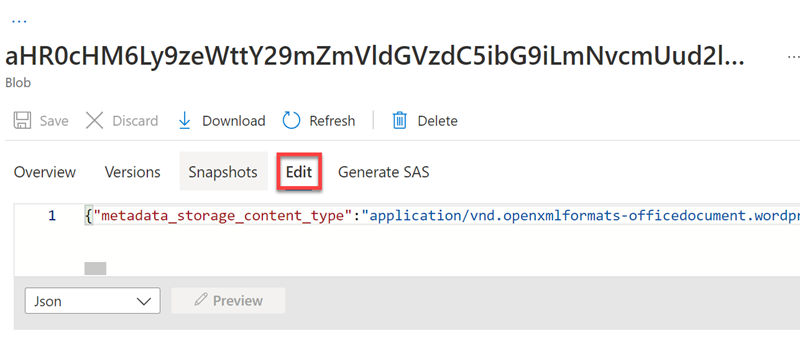 ...
aHR0cHM6Ly9zeWttY29mZmVldGVzdC5ibG9iLmNvcmUud2l...
...
Blob
Save Discard Download Refresh Delete
Overview Versions Snapshots Edit Generate SAS
1 {"metadata_storage_content_type":"application/vnd.openxmlformats-officedocument.wordpr
Json Preview